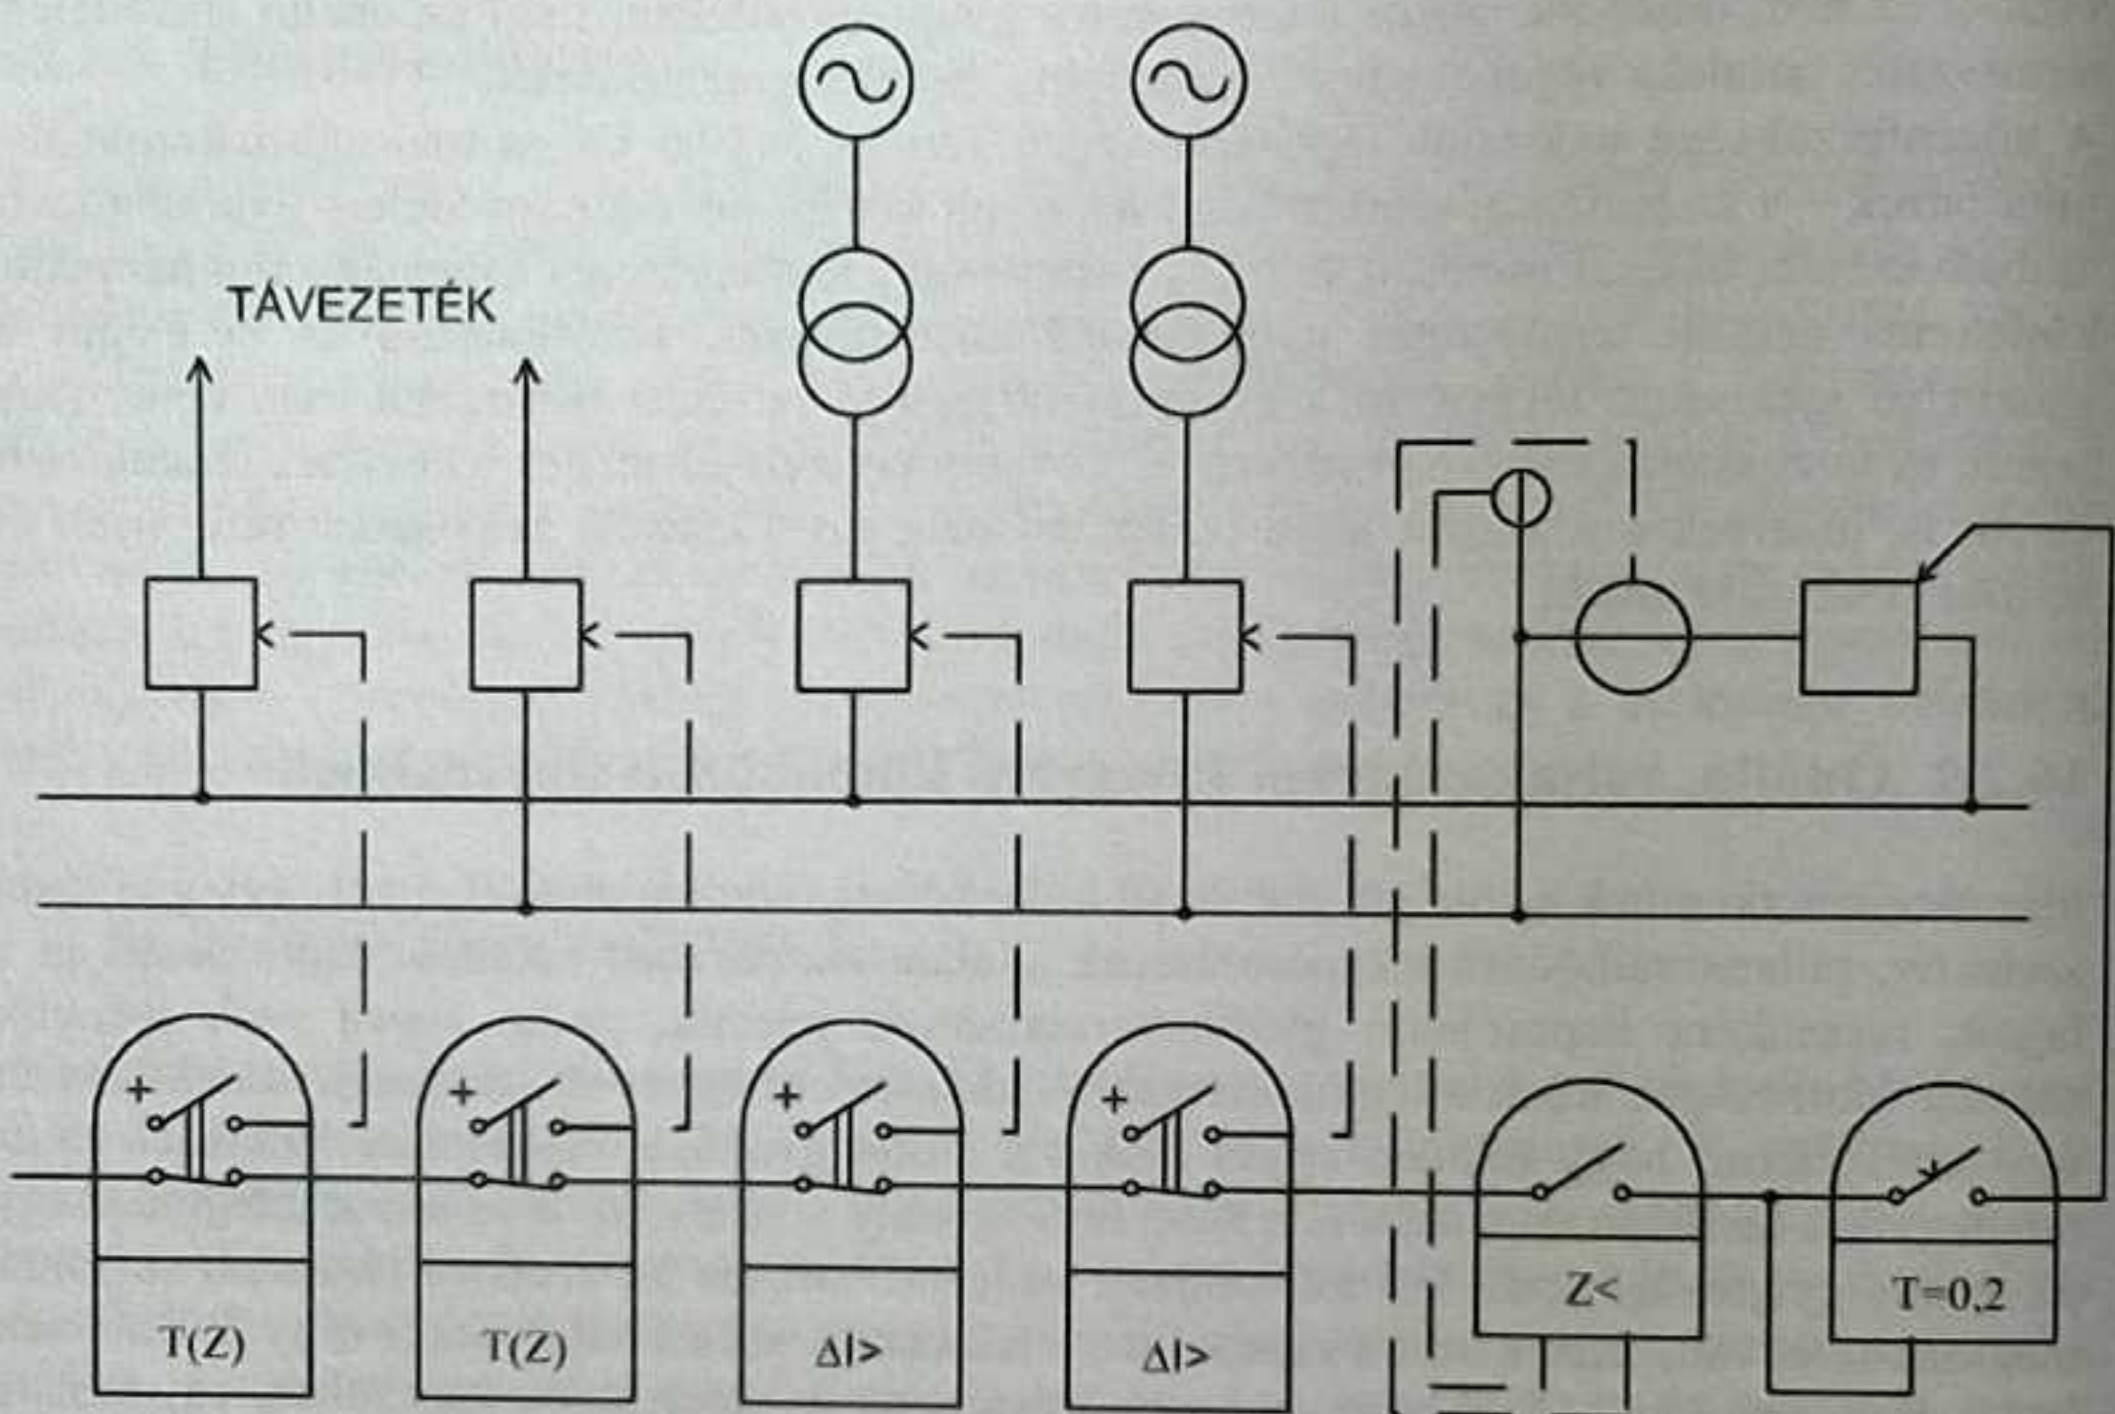 TÁVEZETÉK
+
+
+
+
T(Z)
T(Z)
ΔI>
ΔI>
Z<
T=0,2